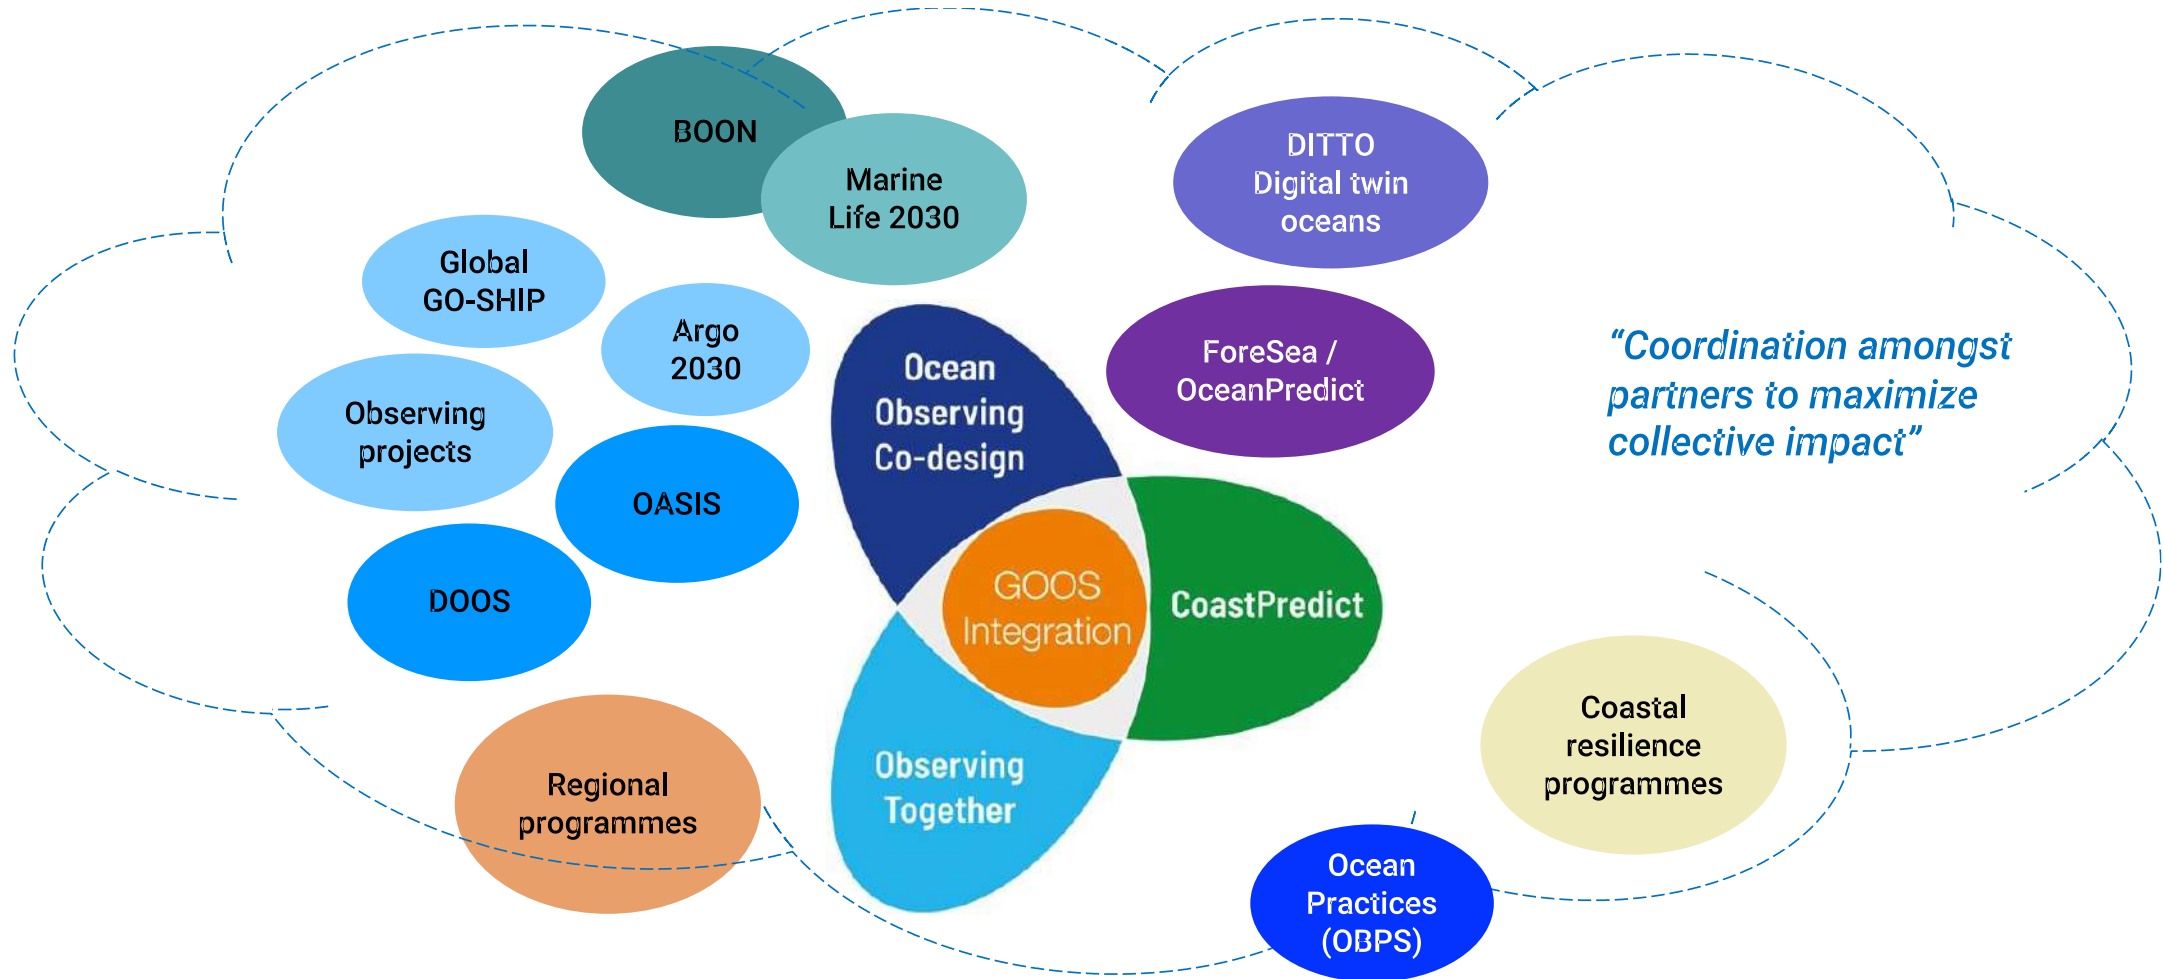 BOON
Marine
Life 2030
DITTO
Digital twin
oceans
Global
GO-SHIP
Argo
2030
Ocean
Observing
Co-design
ForeSea /
OceanPredict
“Coordination amongst
partners to maximize
collective impact”
Observing
projects
OASIS
DOOS
GOOS
Integration
CoastPredict
Regional
programmes
Observing
Together
Coastal
resilience
programmes
Ocean
Practices
(OBPS)